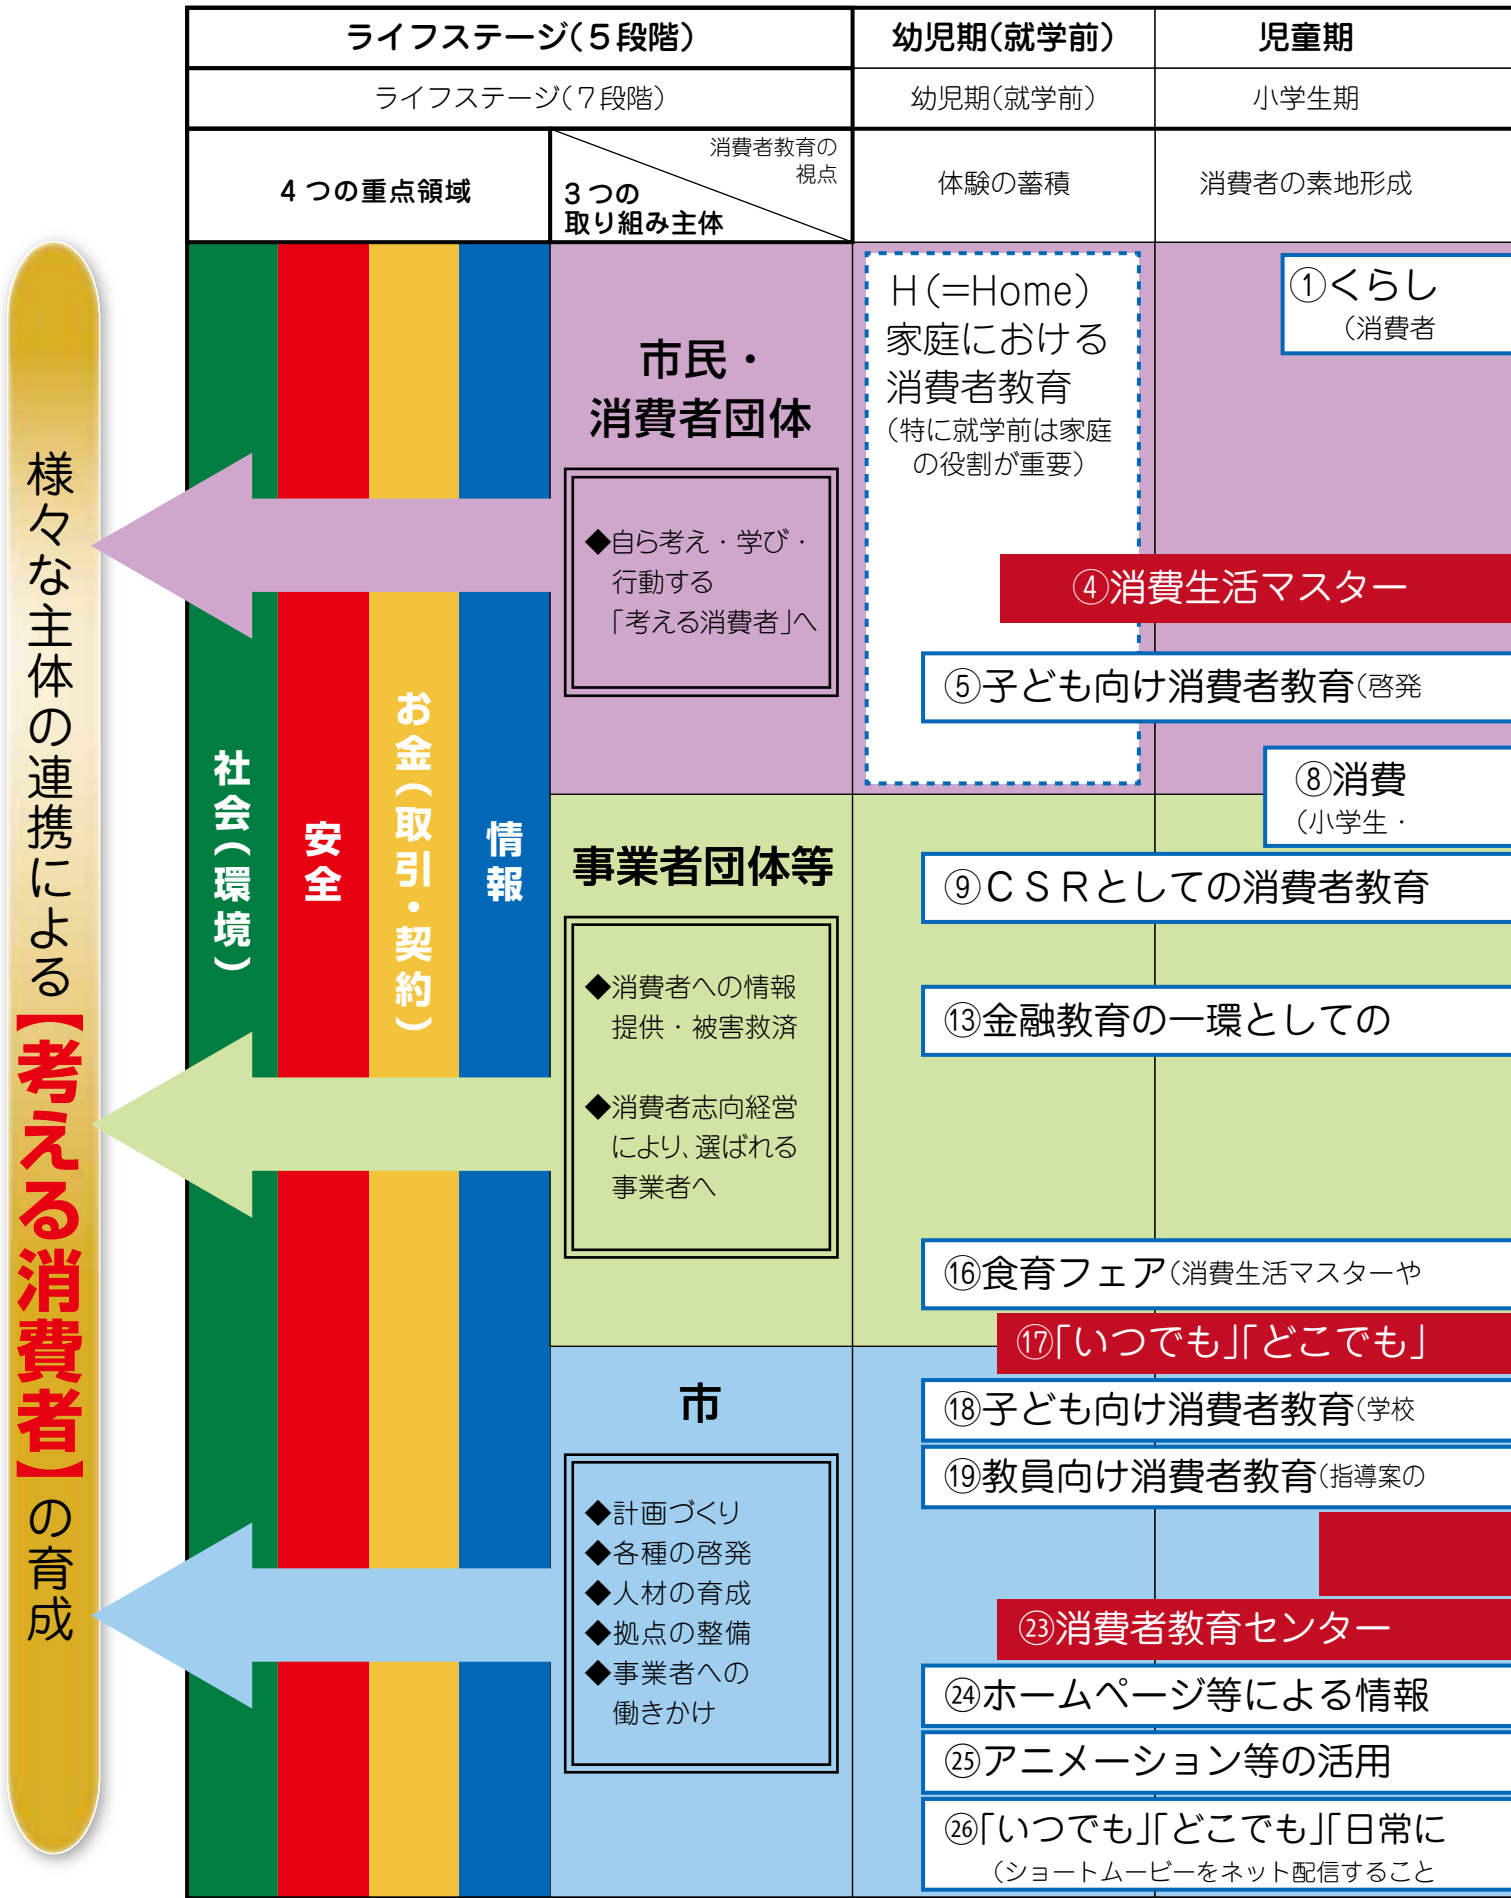 ライフステージ（５段階）
幼児期（就学前）
児童期
ライフステージ（７段階）
幼児期（就学前）
小学生期
４つの重点領域
消費者教育の
視点
３つの
取り組み主体
体験の蓄積
消費者の素地形成
様々な主体の連携による【考える消費者】の育成
社会（環境）
安全
お金（取引・契約）
情報
市民・
消費者団体
◆自ら考え・学び・
行動する
「考える消費者」へ
H（＝Home）
家庭における
消費者教育
（特に就学前は家庭
の役割が重要）
①くらし
（消費者
④消費生活マスター
⑤子ども向け消費者教育（啓発
⑧消費
（小学生・
事業者団体等
◆消費者への情報
提供・被害救済
◆消費者志向経営
により、選ばれる
事業者へ
⑨ＣＳＲとしての消費者教育
⑬金融教育の一環としての
⑯食育フェア（消費生活マスターや
⑰「いつでも」「どこでも」
市
◆計画づくり
◆各種の啓発
◆人材の育成
◆拠点の整備
◆事業者への
働きかけ
⑱子ども向け消費者教育（学校
⑲教員向け消費者教育（指導案の
㉓消費者教育センター
㉔ホームページ等による情報
㉕アニメーション等の活用
㉖「いつでも」「どこでも」「日常に
（ショートムービーをネット配信すること